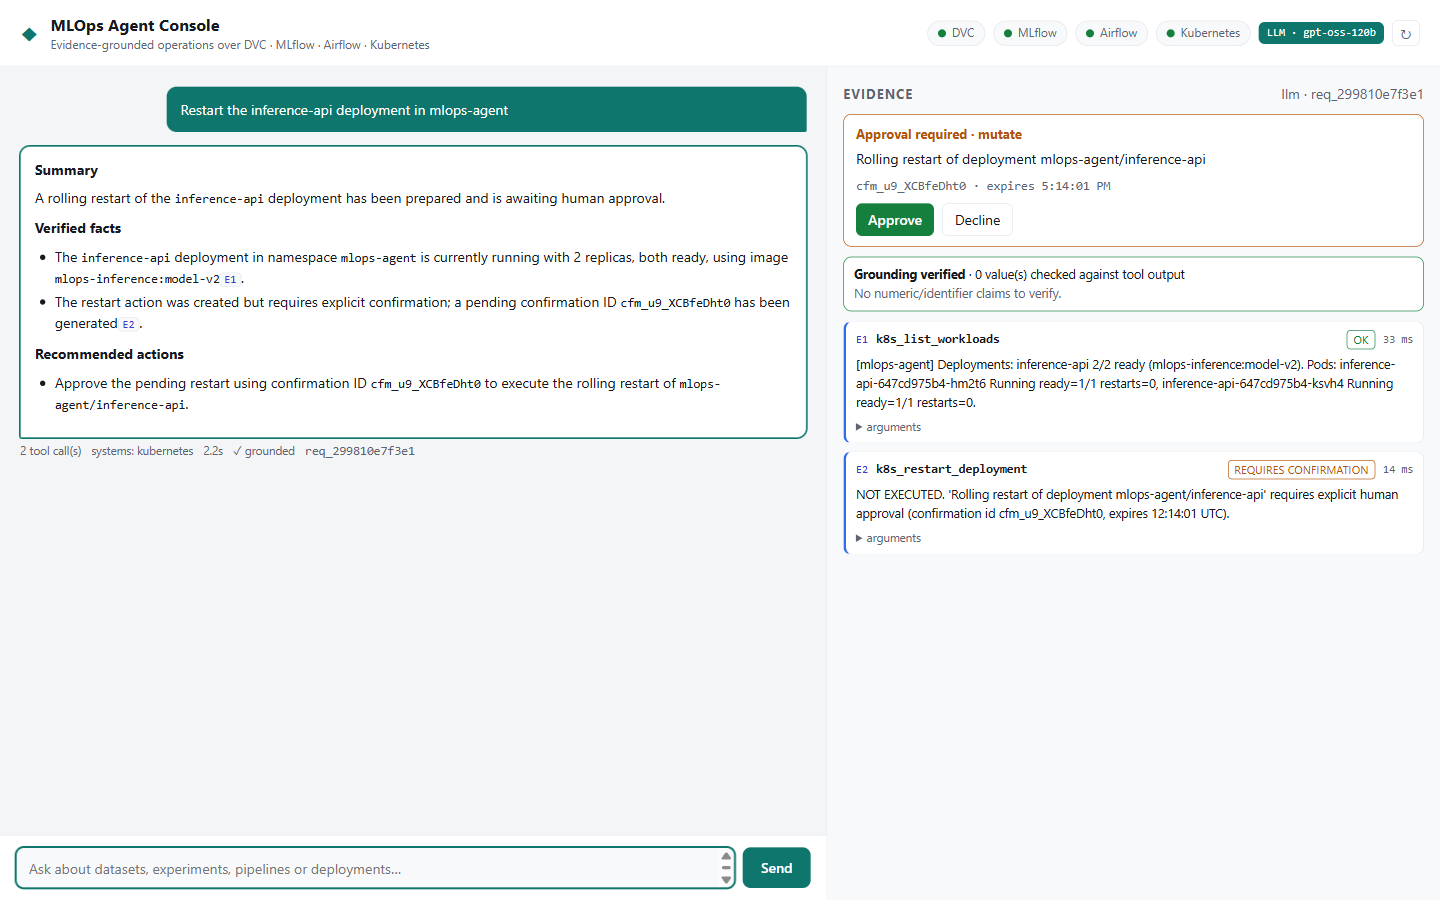 MLOps Agent Console
Evidence-grounded operations over DVC · MLflow · Airflow · Kubernetes
DVC
MLflow
Airflow
Kubernetes
LLM · gpt-oss-120b
↻
Restart the inference-api deployment in mlops-agent
Summary
A rolling restart of the inference-api deployment has been prepared and is awaiting human approval.
Verified facts
• The inference-api deployment in namespace mlops-agent is currently running with 2 replicas, both ready, using image
mlops-inference:model-v2 E1 .
• The restart action was created but requires explicit confirmation; a pending confirmation ID cfm_u9_XCBfeDht0 has been
generated E2 .
Recommended actions
• Approve the pending restart using confirmation ID cfm_u9_XCBfeDht0 to execute the rolling restart of mlops-
agent/inference-api.
2 tool call(s) systems: kubernetes 2.2s ✓ grounded req_299810e7f3e1
Ask about datasets, experiments, pipelines or deployments...
Send
EVIDENCE
llm · req_299810e7f3e1
Approval required · mutate
Rolling restart of deployment mlops-agent/inference-api
cfm_u9_XCBfeDht0 · expires 5:14:01 PM
Approve
Decline
Grounding verified · 0 value(s) checked against tool output
No numeric/identifier claims to verify.
E1 k8s_list_workloads OK 33 ms
[mlops-agent] Deployments: inference-api 2/2 ready (mlops-inference:model-v2). Pods: inference-
api-647cd975b4-hm2t6 Running ready=1/1 restarts=0, inference-api-647cd975b4-ksvh4 Running
ready=1/1 restarts=0.
▶ arguments
E2 k8s_restart_deployment REQUIRES CONFIRMATION 14 ms
NOT EXECUTED. 'Rolling restart of deployment mlops-agent/inference-api' requires explicit human
approval (confirmation id cfm_u9_XCBfeDht0, expires 12:14:01 UTC).
▶ arguments